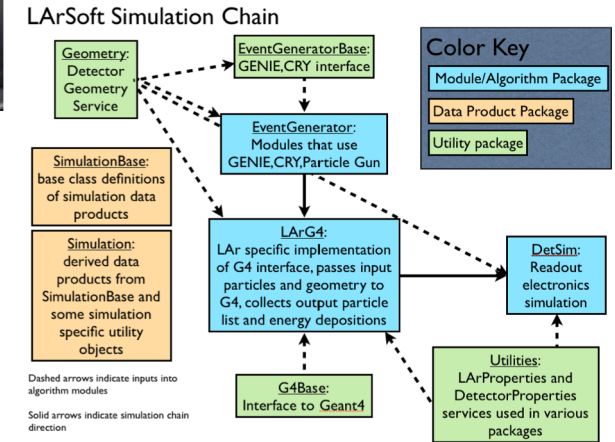 LArSoft Simulation Chain
Geometry:
Detector
Geometry
Service
EventGeneratorBase:
GENIE,CRY interface
Color Key
Module/Algorithm Package
Data Product Package
Utility package
EventGenerator:
Modules that use
GENIE,CRY,Particle Gun
SimulationBase:
base class definitions
of simulation data
products
Simulation:
derived data
products from
SimulationBase and
some simulation
specific utility
objects
LArG4:
LAr specific implementation
of G4 interface, passes input
particles and geometry to
G4, collects output particle
list and energy depositions
DetSim:
Readout
electronics
simulation
Dashed arrows indicate inputs into
algorithm modules
Solid arrows indicate simulation chain
direction
G4Base:
Interface to Geant4
Utilities:
LArProperties and
DetectorProperties
services used in various
packages